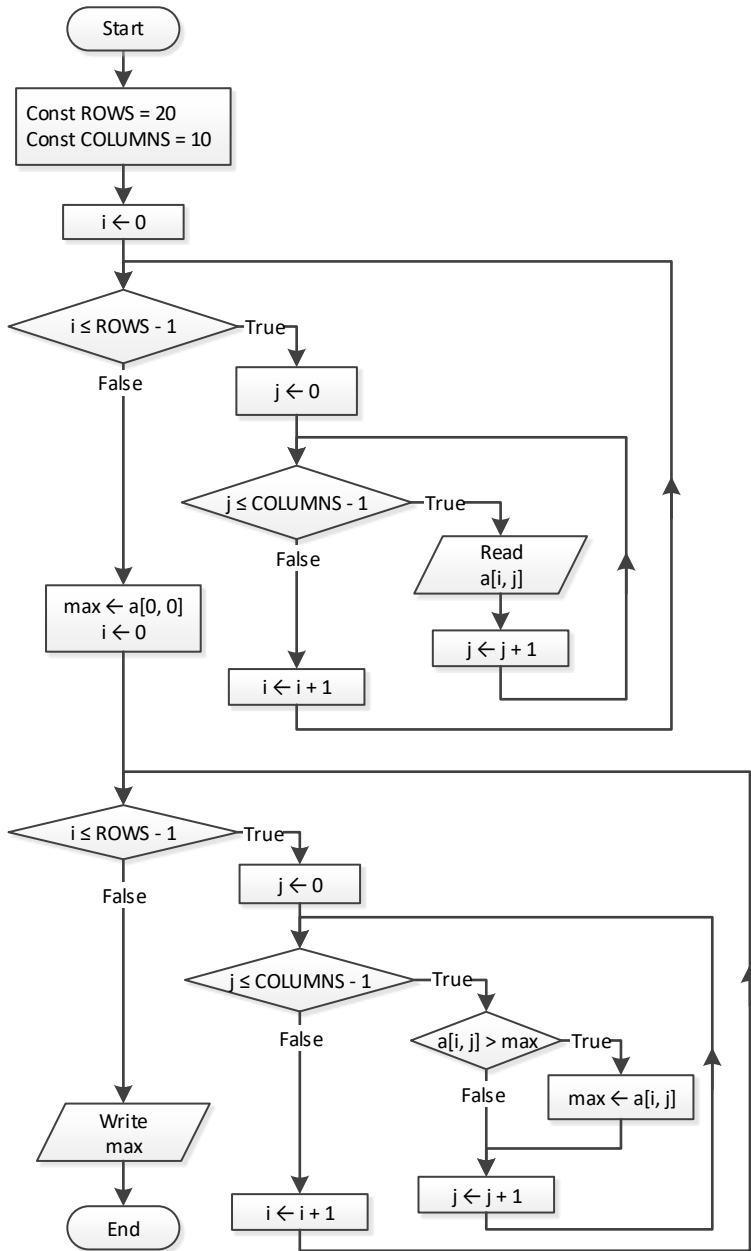 Start
Const ROWS = 20
Const COLUMNS = 10
i ← 0
i ≤ ROWS - 1
True
False
j ← 0
j ≤ COLUMNS - 1
True
False
Read
a[i, j]
max ← a[0, 0]
i ← 0
j ← j + 1
i ← i + 1
i ≤ ROWS - 1
True
False
j ← 0
j ≤ COLUMNS - 1
True
False
a[i, j] > max
True
False
max ← a[i, j]
Write
max
j ← j + 1
i ← i + 1
End